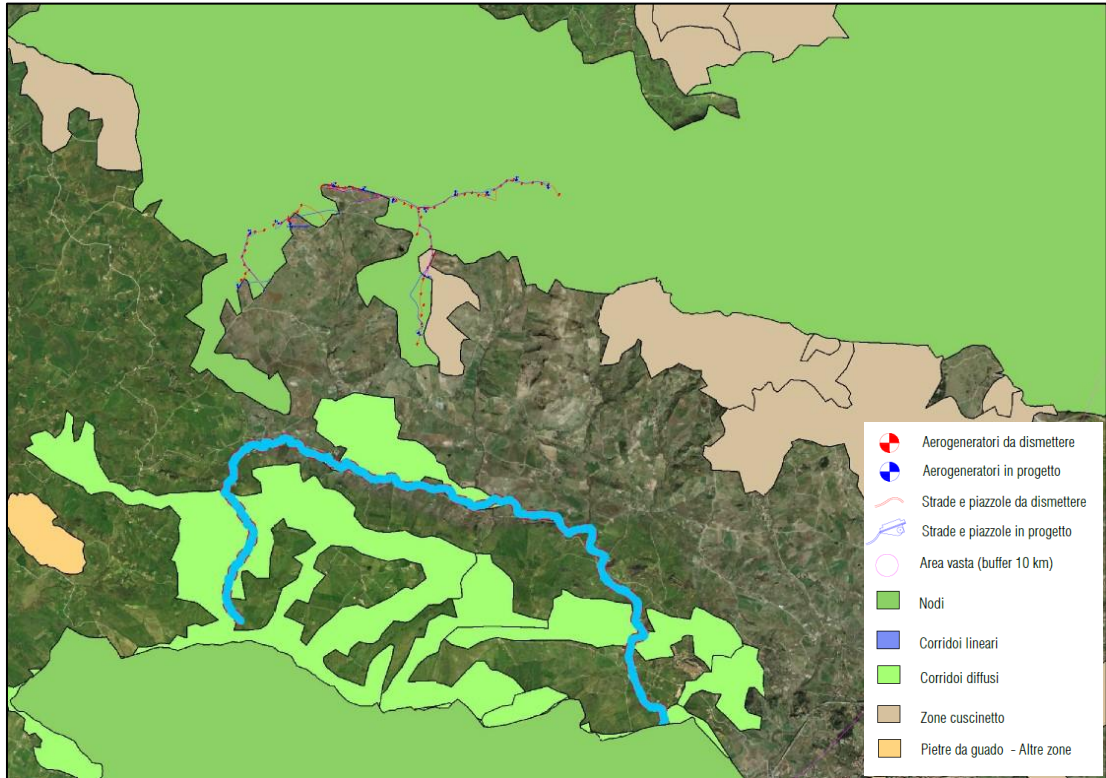 Aerogeneratori da dismettere
Aerogeneratori in progetto
Strade e piazzole da dismettere
Strade e piazzole in progetto
Area vasta (buffer 10 km)
Nodi
Corridoi lineari
Corridoi diffusi
Zone cuscinetto
Pietre da guado - Altre zone